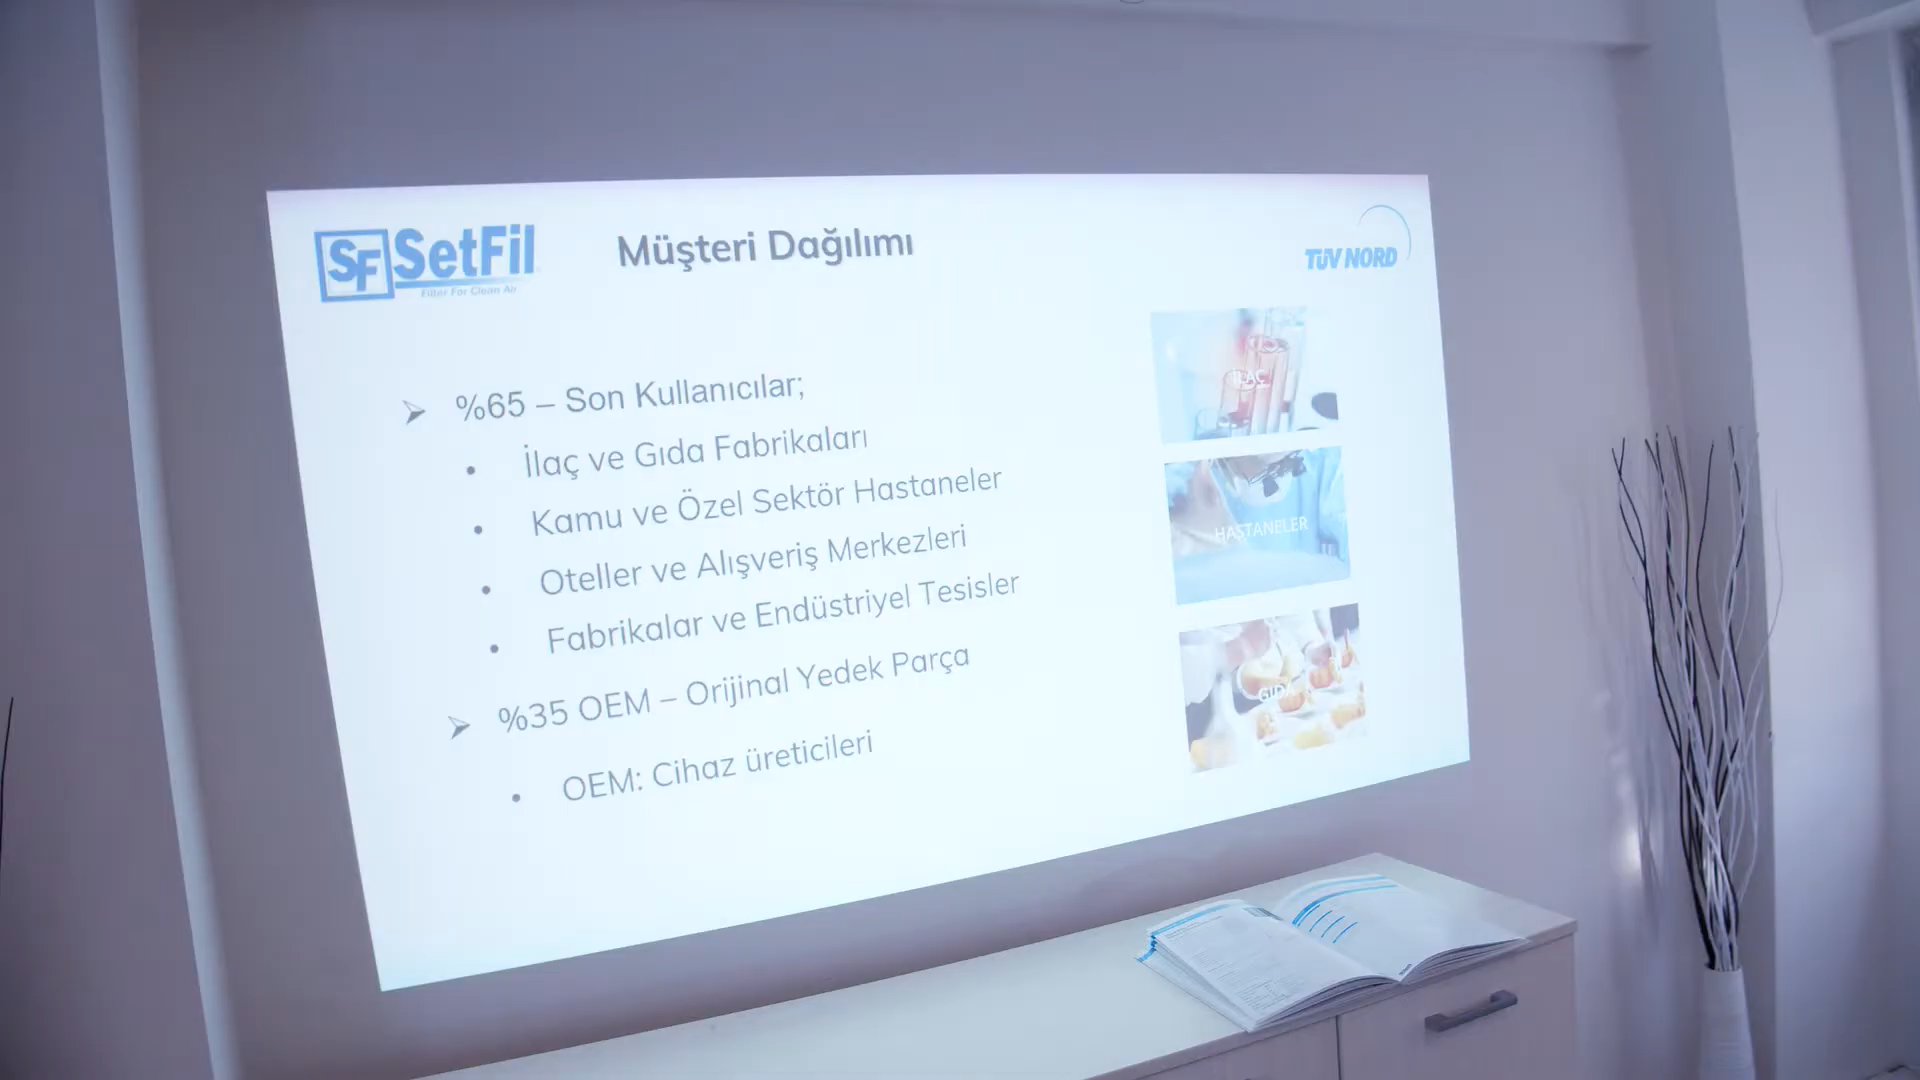 SF SetFil
Filter For Clean Air
Müşteri Dağılımı
TÜV NORD
%65 – Son Kullanıcılar;
İlaç ve Gıda Fabrikaları
Kamu ve Özel Sektör Hastaneler
Oteller ve Alışveriş Merkezleri
Fabrikalar ve Endüstriyel Tesisler
%35 OEM – Orijinal Yedek Parça
OEM: Cihaz üreticileri
İLAÇ
HASTANELER
GIDA